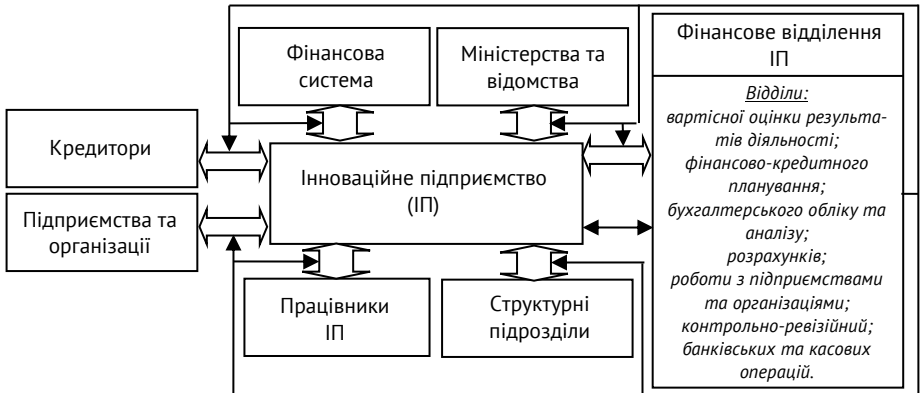 Фінансова
система
Міністерства та
відомства
Фінансове відділення
ІП
Відділи:
вартісної оцінки результа-
тів діяльності;
фінансово-кредитного
планування;
бухгалтерського обліку та
аналізу;
розрахунків;
роботи з підприємствами
та організаціями;
контрольно-ревізійний;
банківських та касових
операцій.
Кредитори
Інноваційне підприємство
(ІП)
Підприємства та
організації
Працівники
ІП
Структурні
підрозділи